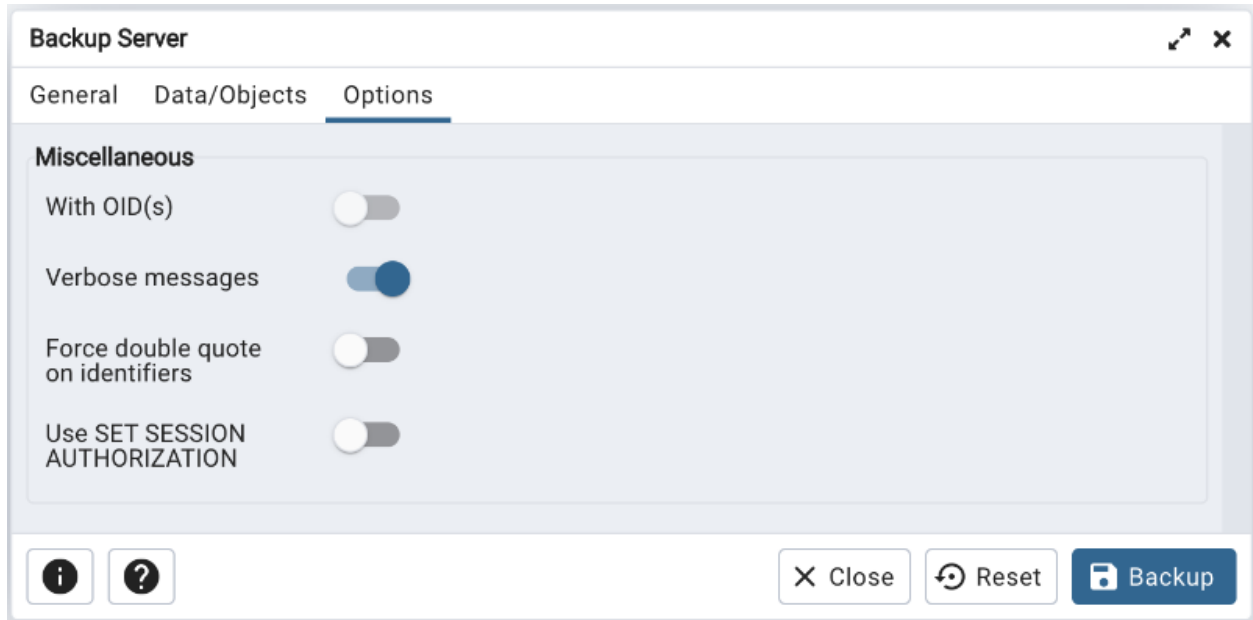 Backup Server
General Data/Objects Options
Miscellaneous
With OID(s)
Verbose messages
Force double quote
on identifiers
Use SET SESSION
AUTHORIZATION
Close Reset Backup